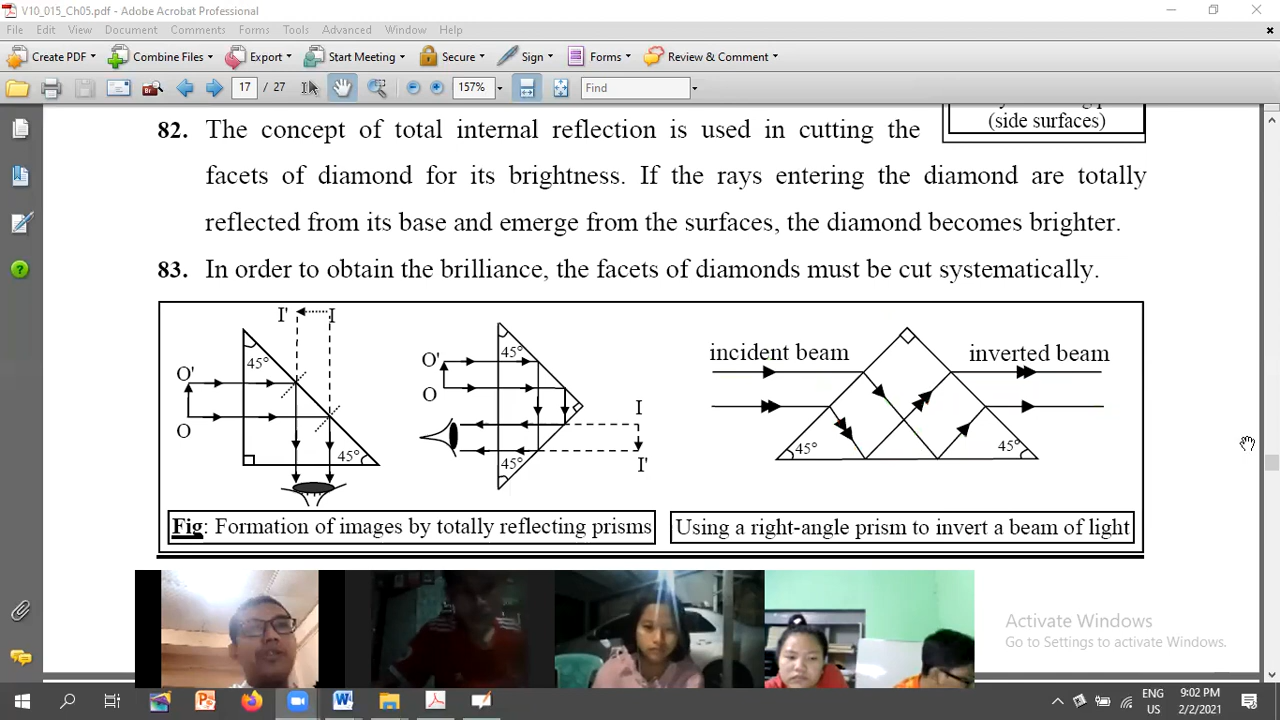 V10_015_Ch05.pdf - Adobe Acrobat Professional
File Edit View Document Comments Forms Tools Advanced Window Help
Create PDF Combine Files Export Start Meeting Secure Sign Forms Review & Comment
17 / 27 157% Find
(side surfaces)
82. The concept of total internal reflection is used in cutting the
facets of diamond for its brightness. If the rays entering the diamond are totally
reflected from its base and emerge from the surfaces, the diamond becomes brighter.
83. In order to obtain the brilliance, the facets of diamonds must be cut systematically.
I' I
45°
O'
O
45°
O'
O
45°
45°
I
I'
incident beam inverted beam
45° 45°
Fig: Formation of images by totally reflecting prisms
Using a right-angle prism to invert a beam of light
Activate Windows
Go to Settings to activate Windows.
ENG
US
9:02 PM
2/2/2021